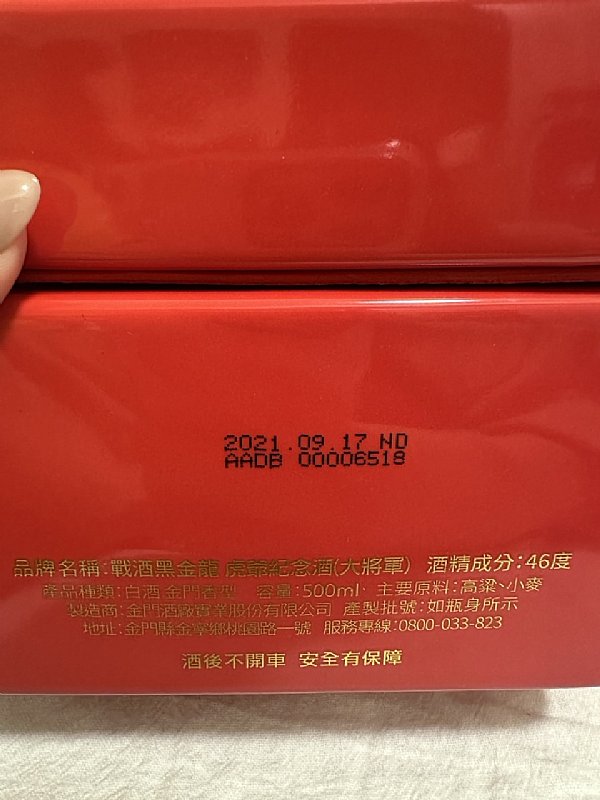 2021.09.17 ND
AADB 00006518
品牌名稱:戰酒黑金龍 虎爺紀念酒(大將軍) 酒精成分:46度
產品種類:白酒 金門香型 容量:500ml、主要原料:高粱、小麥
製造商:金門酒廠實業股份有限公司 產製批號:如瓶身所示
地址:金門縣金寧鄉桃園路一號 服務專線:0800-033-823
酒後不開車 安全有保障